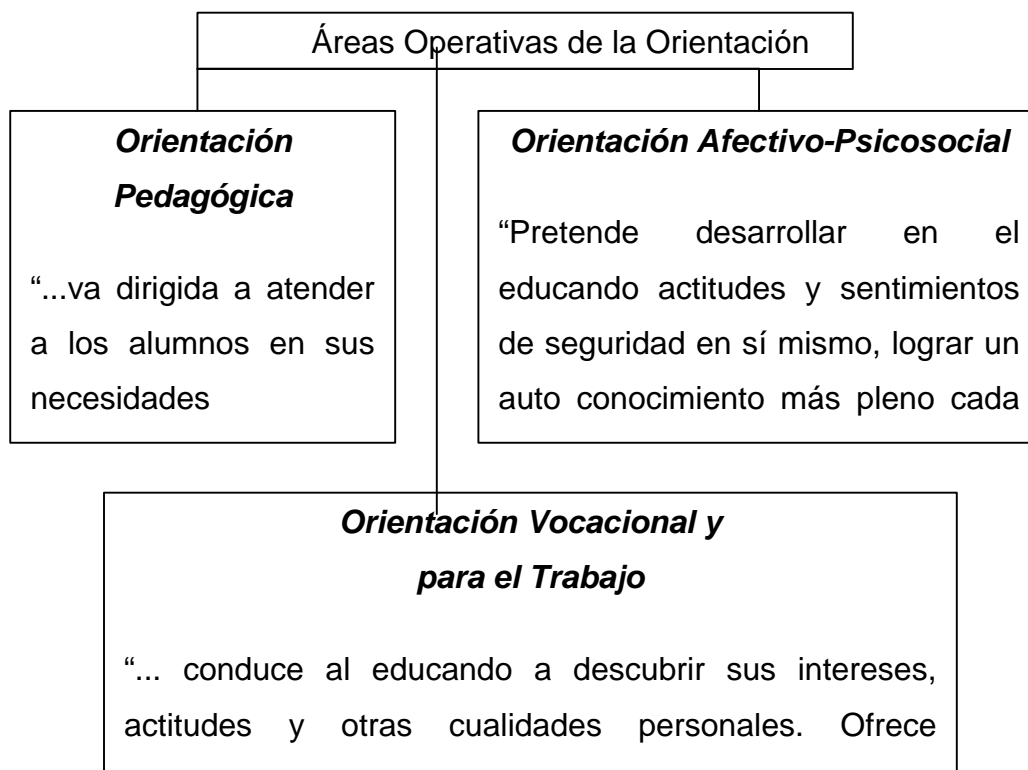 Áreas Operativas de la Orientación
Orientación
Pedagógica
“...va dirigida a atender
a los alumnos en sus
necesidades
Orientación Afectivo-Psicosocial
“Pretende desarrollar en el
educando actitudes y sentimientos
de seguridad en sí mismo, lograr un
auto conocimiento más pleno cada
Orientación Vocacional y
para el Trabajo
“... conduce al educando a descubrir sus intereses,
actitudes y otras cualidades personales. Ofrece